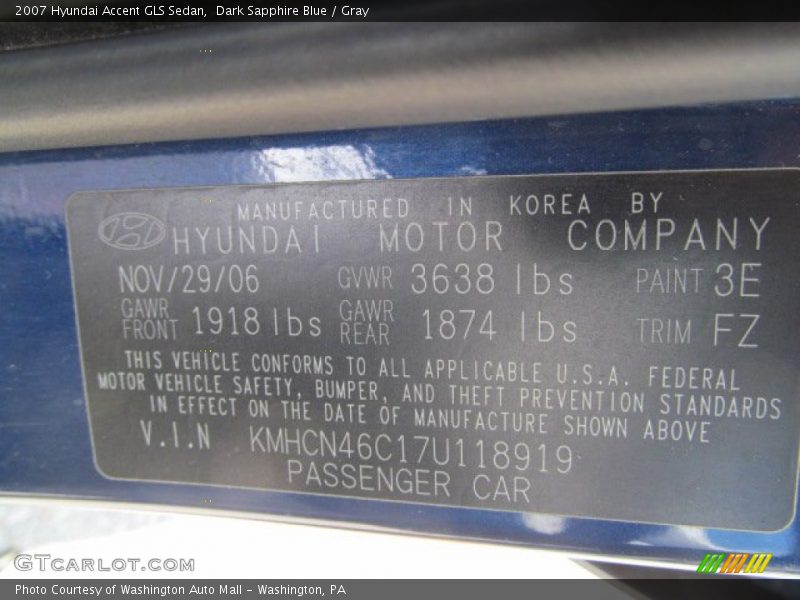 2007 Hyundai Accent GLS Sedan,  Dark Sapphire Blue / Gray
MANUFACTURED IN KOREA BY
HYUNDAI MOTOR COMPANY
NOV/29/06 GVWR 3638 lbs PAINT 3E
GAWR FRONT 1918 lbs GAWR REAR 1874 lbs TRIM FZ
THIS VEHICLE CONFORMS TO ALL APPLICABLE U.S.A. FEDERAL
MOTOR VEHICLE SAFETY, BUMPER, AND THEFT PREVENTION STANDARDS
IN EFFECT ON THE DATE OF MANUFACTURE SHOWN ABOVE
V.I.N KMHCN46C17U118919
PASSENGER CAR
GTCARLOT.COM
Photo Courtesy of Washington Auto Mall - Washington, PA